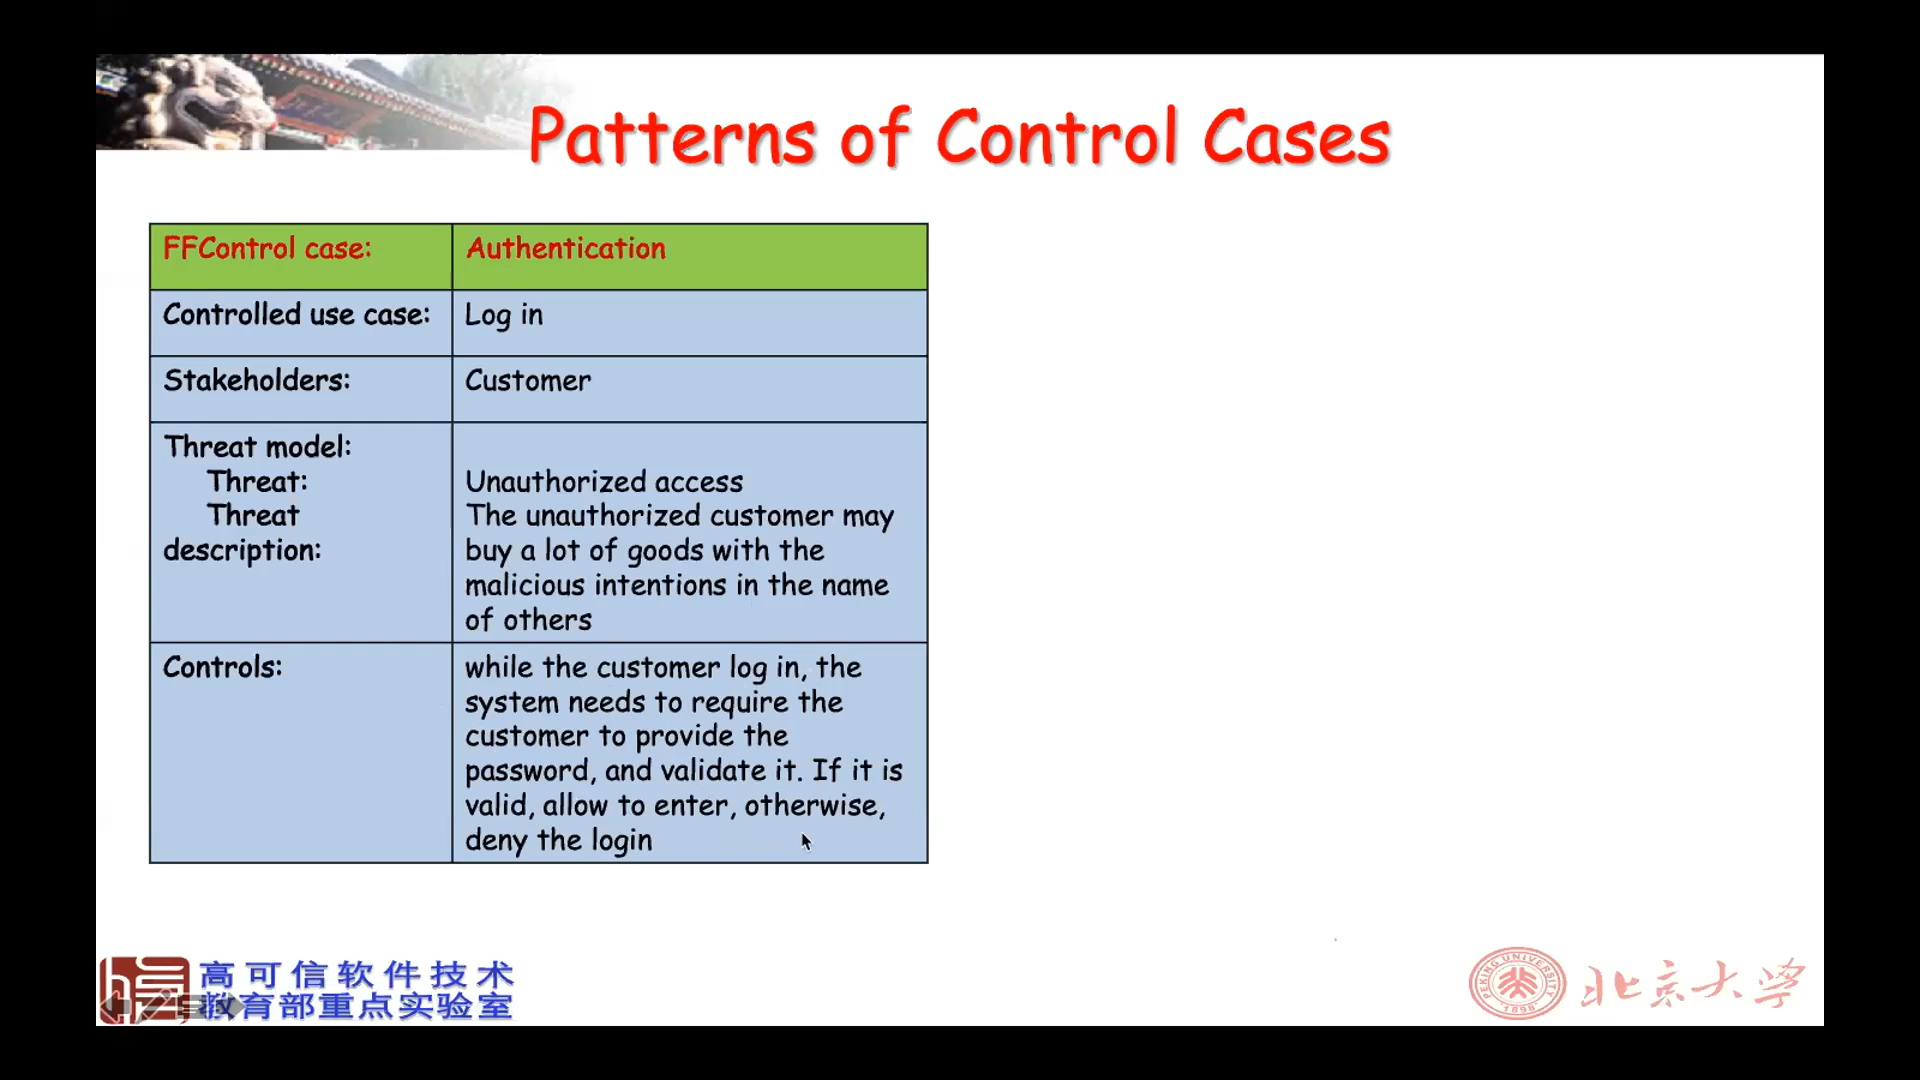 Patterns of Control Cases
FFControl case:
Authentication
Controlled use case:
Log in
Stakeholders:
Customer
Threat model:
Threat:
Unauthorized access
Threat
description:
The unauthorized customer may
buy a lot of goods with the
malicious intentions in the name
of others
Controls:
while the customer log in, the
system needs to require the
customer to provide the
password, and validate it. If it is
valid, allow to enter, otherwise,
deny the login
高可信软件技术
教育部重点实验室
PEKING UNIVERSITY
1898
北京大学